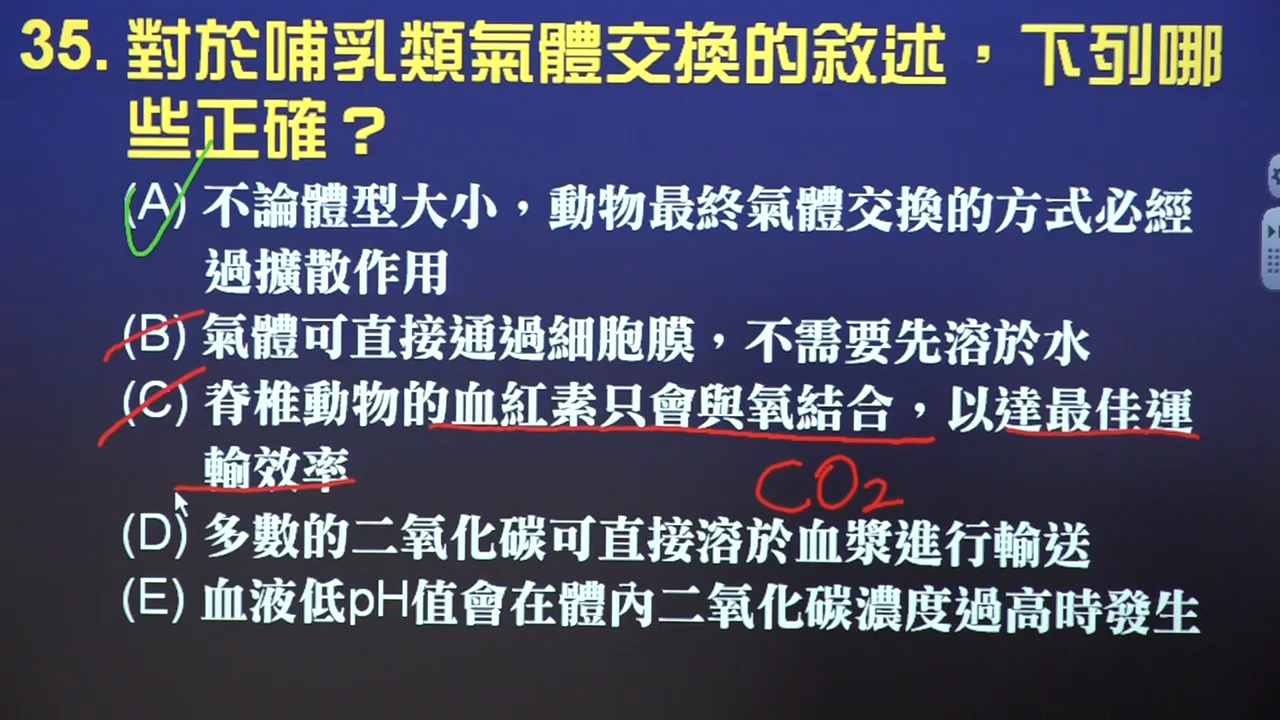 35. 對於哺乳類氣體交換的敘述，下列哪
些正確？
(A) 不論體型大小，動物最終氣體交換的方式必經
過擴散作用
(B) 氣體可直接通過細胞膜，不需要先溶於水
(C) 脊椎動物的血紅素只會與氧結合，以達最佳運
輸效率
CO2
(D) 多數的二氧化碳可直接溶於血漿進行輸送
(E) 血液低pH值會在體內二氧化碳濃度過高時發生